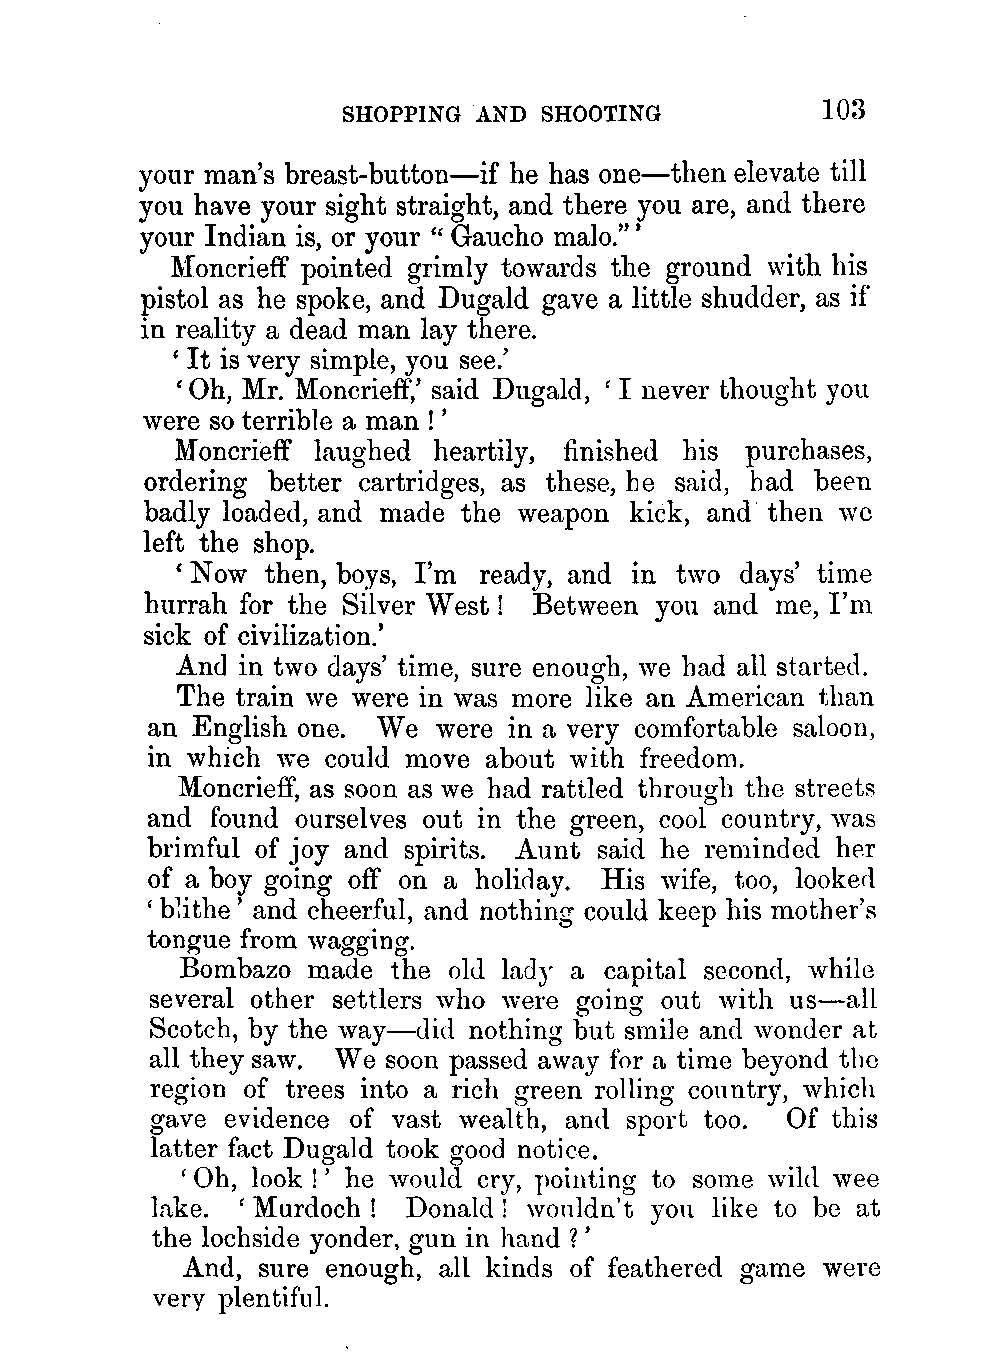 SHOPPING AND SHOOTING 103
your man's breast-button—if he has one—then elevate till
you have your sight straight, and there you are, and there
your Indian is, or your “ Gaucho malo.” ’
Moncrieff pointed grimly towards the ground with his
pistol as he spoke, and Dugald gave a little shudder, as if
in reality a dead man lay there.
‘ It is very simple, you see.’
‘ Oh, Mr. Moncrieff,’ said Dugald, ‘ I never thought you
were so terrible a man ! ’
Moncrieff laughed heartily, finished his purchases,
ordering better cartridges, as these, he said, had been
badly loaded, and made the weapon kick, and then we
left the shop.
‘ Now then, boys, I’m ready, and in two days’ time
hurrah for the Silver West ! Between you and me, I’m
sick of civilization.’
And in two days’ time, sure enough, we had all started.
The train we were in was more like an American than
an English one. We were in a very comfortable saloon,
in which we could move about with freedom.
Moncrieff, as soon as we had rattled through the streets
and found ourselves out in the green, cool country, was
brimful of joy and spirits. Aunt said he reminded her
of a boy going off on a holiday. His wife, too, looked
‘ blithe ’ and cheerful, and nothing could keep his mother’s
tongue from wagging.
Bombazo made the old lady a capital second, while
several other settlers who were going out with us—all
Scotch, by the way—did nothing but smile and wonder at
all they saw. We soon passed away for a time beyond the
region of trees into a rich green rolling country, which
gave evidence of vast wealth, and sport too. Of this
latter fact Dugald took good notice.
‘ Oh, look ! ’ he would cry, pointing to some wild wee
lake. ‘ Murdoch ! Donald ! wouldn’t you like to be at
the lochside yonder, gun in hand ? ’
And, sure enough, all kinds of feathered game were
very plentiful.